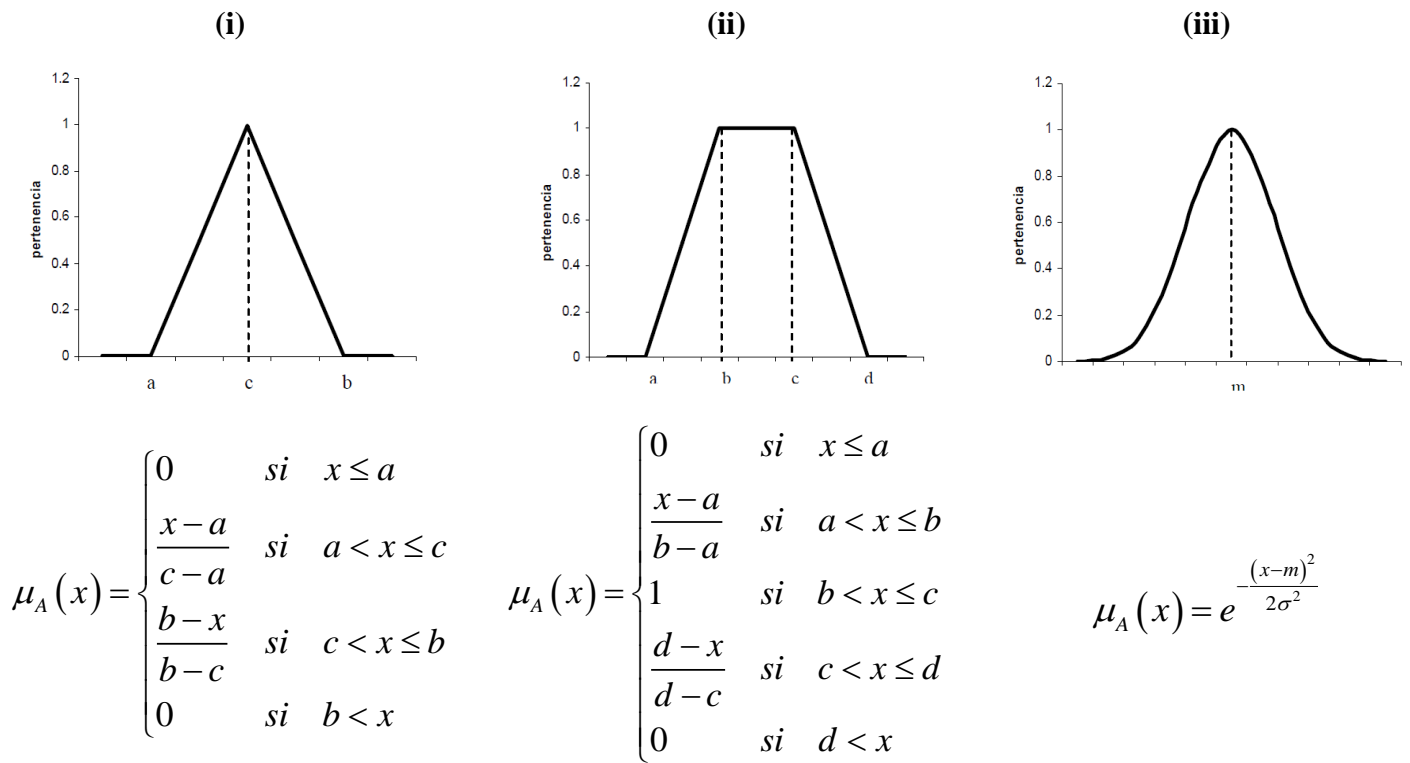 (i)
(ii)
(iii)
1.2
1
0.8
0.6
0.4
0.2
0
pertenencia
a c b
1.2
1
0.8
0.6
0.4
0.2
0
pertenencia
a b c d
1.2
1
0.8
0.6
0.4
0.2
0
pertenencia
m
μ_A(x) = {
0 si x ≤ a
(x − a)/(c − a) si a < x ≤ c
(b − x)/(b − c) si c < x ≤ b
0 si b < x
μ_A(x) = {
0 si x ≤ a
(x − a)/(b − a) si a < x ≤ b
1 si b < x ≤ c
(d − x)/(d − c) si c < x ≤ d
0 si d < x
μ_A(x) = e^(−(x−m)²/(2σ²))